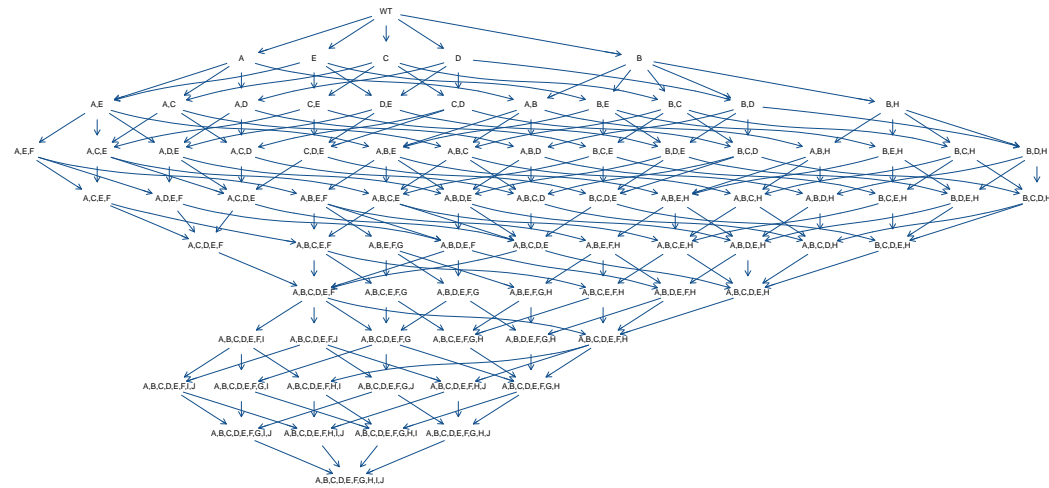 WT
A E C D B
A,E A,C A,D C,E D,E C,D A,B B,E B,C B,D B,H
A,E,F A,C,E A,D,E A,C,D C,D,E A,B,E A,B,C A,B,D B,C,E B,D,E B,C,D A,B,H B,E,H B,C,H B,D,H
A,C,E,F A,D,E,F A,C,D,E A,B,E,F A,B,C,E A,B,D,E A,B,C,D B,C,D,E A,B,E,H A,B,C,H A,B,D,H B,C,E,H B,D,E,H B,C,D,H
A,C,D,E,F A,B,C,E,F A,B,E,F,G A,B,D,E,F A,B,C,D,E A,B,E,F,H A,B,C,E,H A,B,D,E,H A,B,C,D,H B,C,D,E,H
A,B,C,D,E,F A,B,C,E,F,G A,B,D,E,F,G A,B,E,F,G,H A,B,C,E,F,H A,B,D,E,F,H A,B,C,D,E,H
A,B,C,D,E,F,I A,B,C,D,E,F,J A,B,C,D,E,F,G A,B,C,E,F,G,H A,B,D,E,F,G,H A,B,C,D,E,F,H
A,B,C,D,E,F,I,J A,B,C,D,E,F,G,I A,B,C,D,E,F,H,I A,B,C,D,E,F,G,J A,B,C,D,E,F,H,J A,B,C,D,E,F,G,H
A,B,C,D,E,F,G,I,J A,B,C,D,E,F,H,I,J A,B,C,D,E,F,G,H,I A,B,C,D,E,F,G,H,J
A,B,C,D,E,F,G,H,I,J